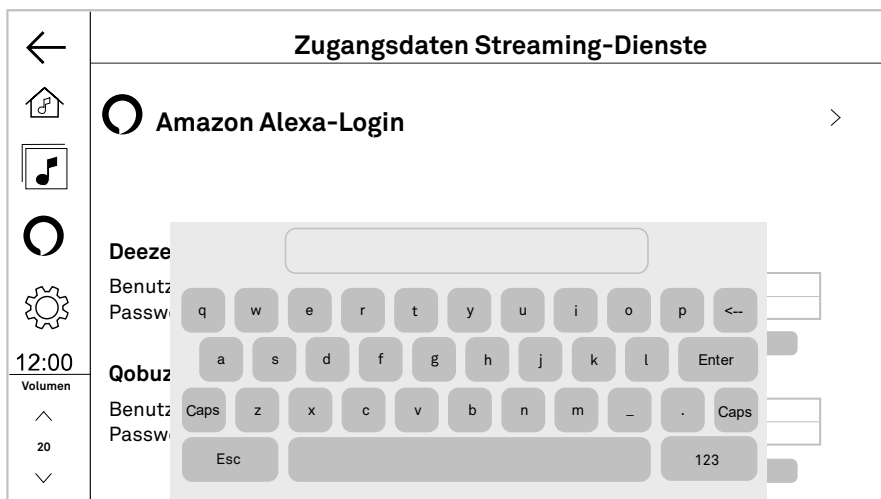 Zugangsdaten Streaming-Dienste
Amazon Alexa-Login
12:00
Volumen
20
Deeze
Benutz
Passw
Qobuz
Benutz
Passw
q w e r t y u i o p <--
a s d f g h j k l Enter
Caps z x c v b n m _ . Caps
Esc 123